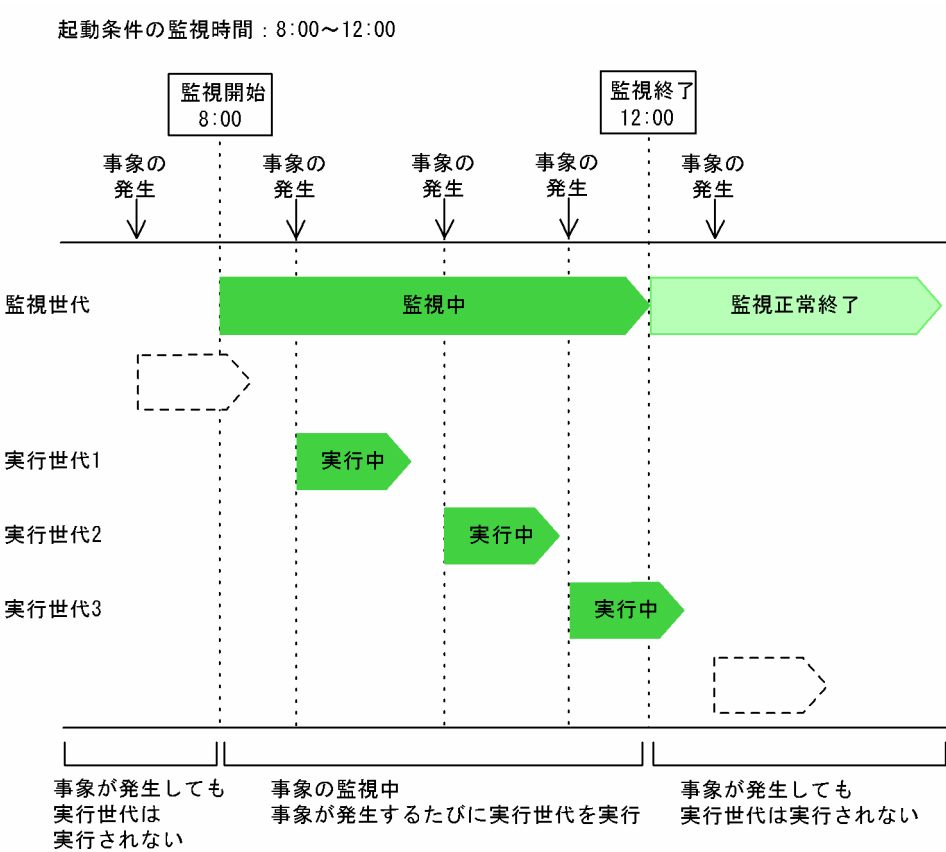 起動条件の監視時間：8:00～12:00
監視開始
8:00
監視終了
12:00
事象の
発生
事象の
発生
事象の
発生
事象の
発生
事象の
発生
監視世代
監視中
監視正常終了
実行世代1
実行中
実行世代2
実行中
実行世代3
実行中
事象が発生しても
実行世代は
実行されない
事象の監視中
事象が発生するたびに実行世代を実行
事象が発生しても
実行世代は実行されない